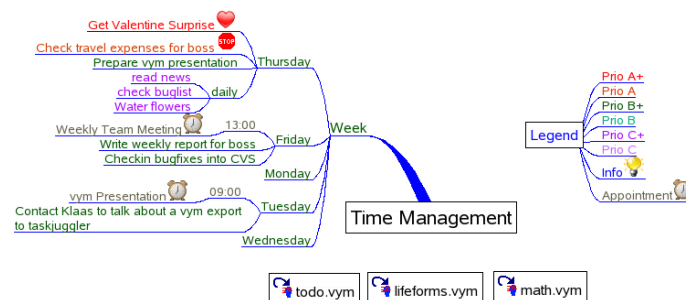 Get Valentine Surprise
STOP
Check travel expenses for boss
Prepare vym presentation
Thursday
read news
check buglist
daily
Water flowers
Weekly Team Meeting
13:00
Write weekly report for boss
Friday
Checkin bugfixes into CVS
Week
Monday
vym Presentation
09:00
Contact Klaas to talk about a vym export
to taskjuggler
Tuesday
Wednesday
Time Management
Legend
Prio A+
Prio A
Prio B+
Prio B
Prio C+
Prio C
Info
Appointment
todo.vym
lifeforms.vym
math.vym